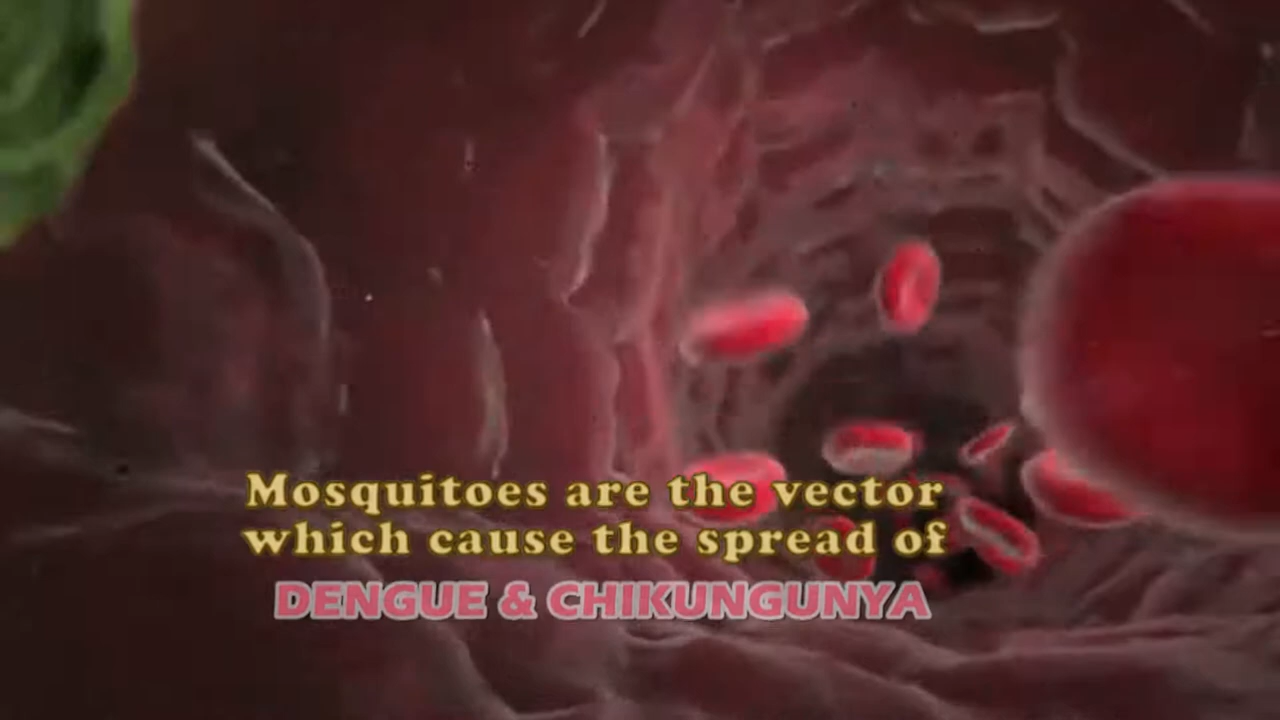 Mosquitoes are the vector
which cause the spread of
DENGUE & CHIKUNGUNYA